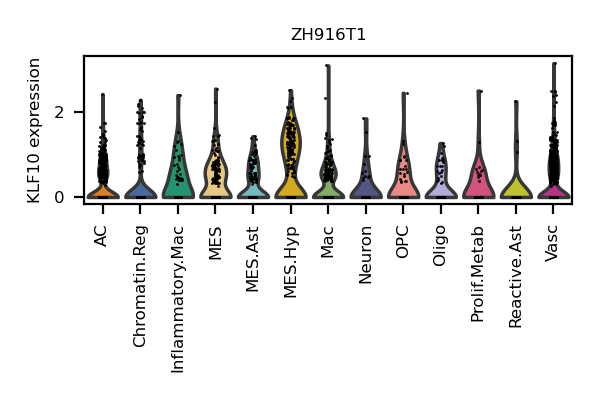 ZH916T1
KLF10 expression
2
0
AC
Chromatin.Reg
Inflammatory.Mac
MES
MES.Ast
MES.Hyp
Mac
Neuron
OPC
Oligo
Prolif.Metab
Reactive.Ast
Vasc